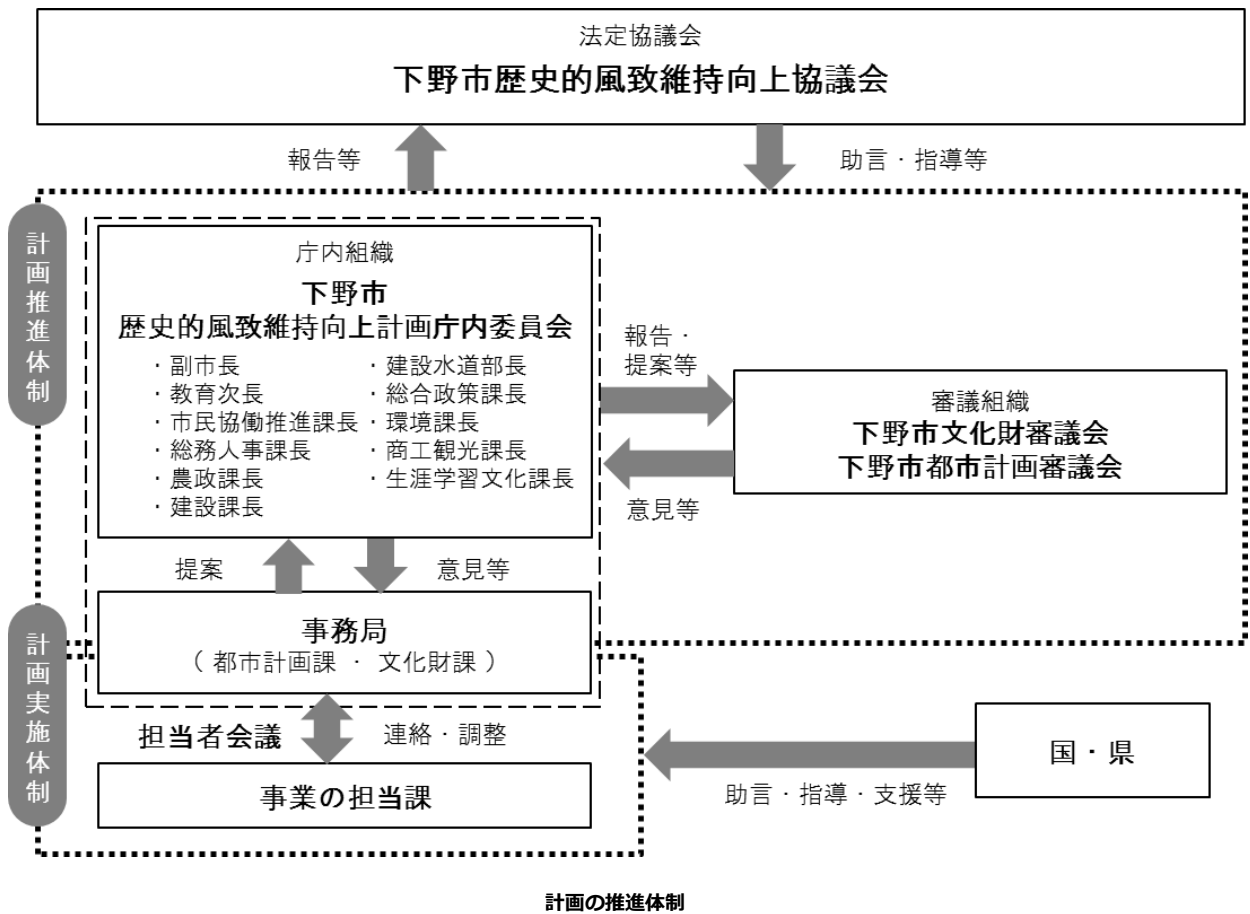 法定協議会
下野市歴史的風致維持向上協議会
報告等
助言・指導等
計画推進体制
庁内組織
下野市
歴史的風致維持向上計画庁内委員会
・副市長
・教育次長
・市民協働推進課長
・総務人事課長
・農政課長
・建設課長
・建設水道部長
・総合政策課長
・環境課長
・商工観光課長
・生涯学習文化課長
報告・
提案等
意見等
審議組織
下野市文化財審議会
下野市都市計画審議会
提案
意見等
計画実施体制
事務局
(都市計画課 ・ 文化財課)
担当者会議
連絡・調整
事業の担当課
国・県
助言・指導・支援等
計画の推進体制